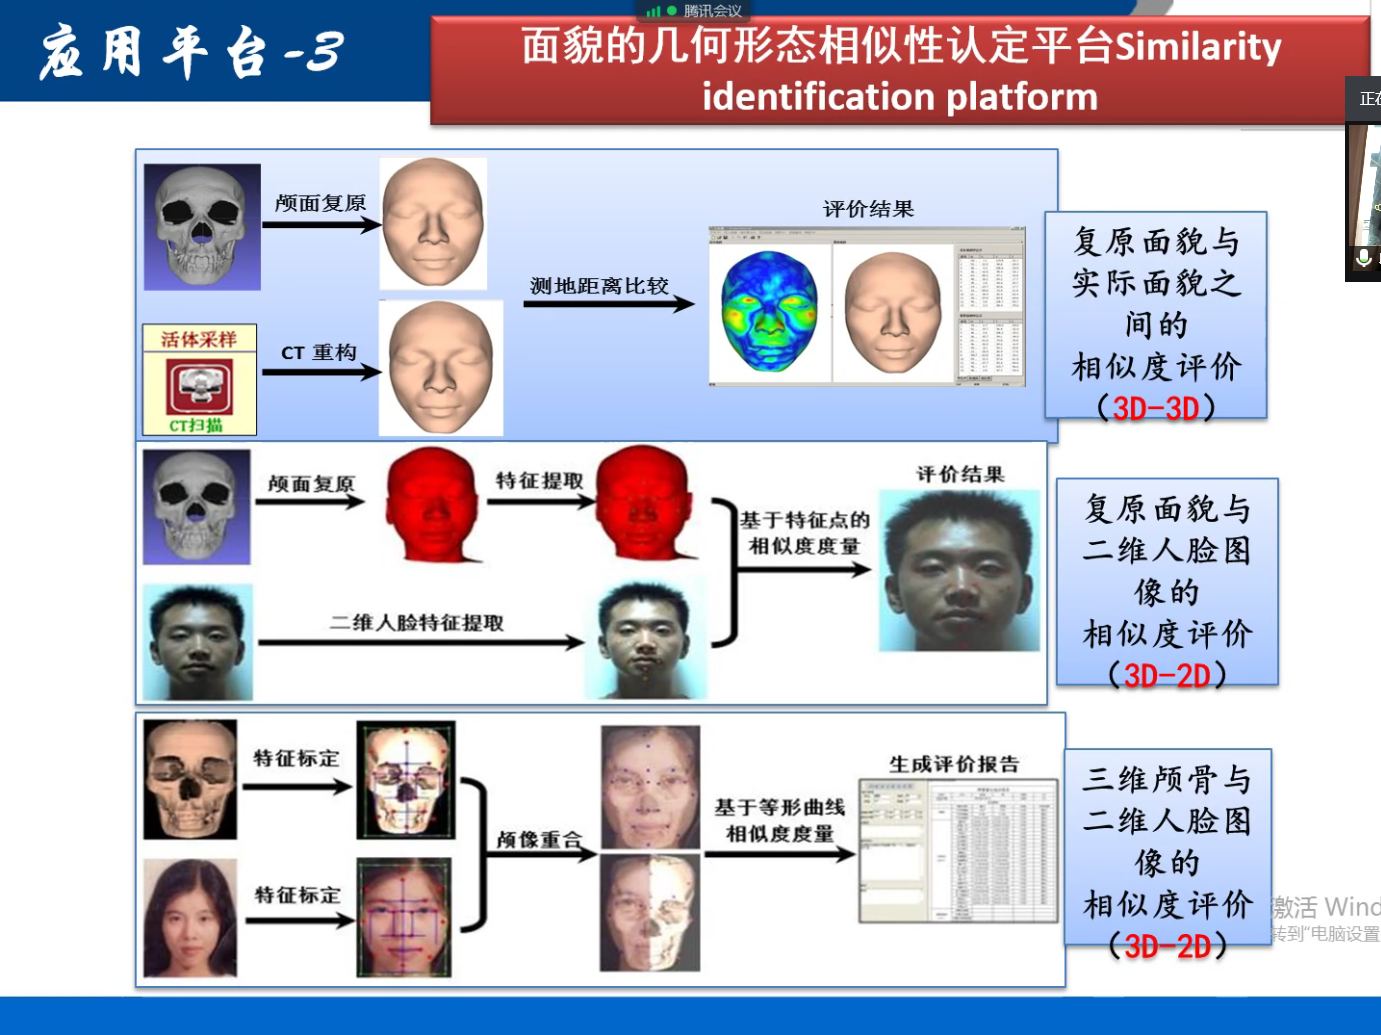 腾讯会议
应用平台-3
面貌的几何形态相似性认定平台Similarity
identification platform
正在
颅面复原
评价结果
测地距离比较
活体采样
CT扫描
CT 重构
复原面貌与
实际面貌之
间的
相似度评价
（3D-3D）
颅面复原
特征提取
评价结果
基于特征点的
相似度度量
二维人脸特征提取
复原面貌与
二维人脸图
像的
相似度评价
（3D-2D）
特征标定
特征标定
颅像重合
基于等形曲线
相似度度量
生成评价报告
三维颅骨与
二维人脸图
像的
相似度评价
（3D-2D）
激活 Wind
转到"电脑设置